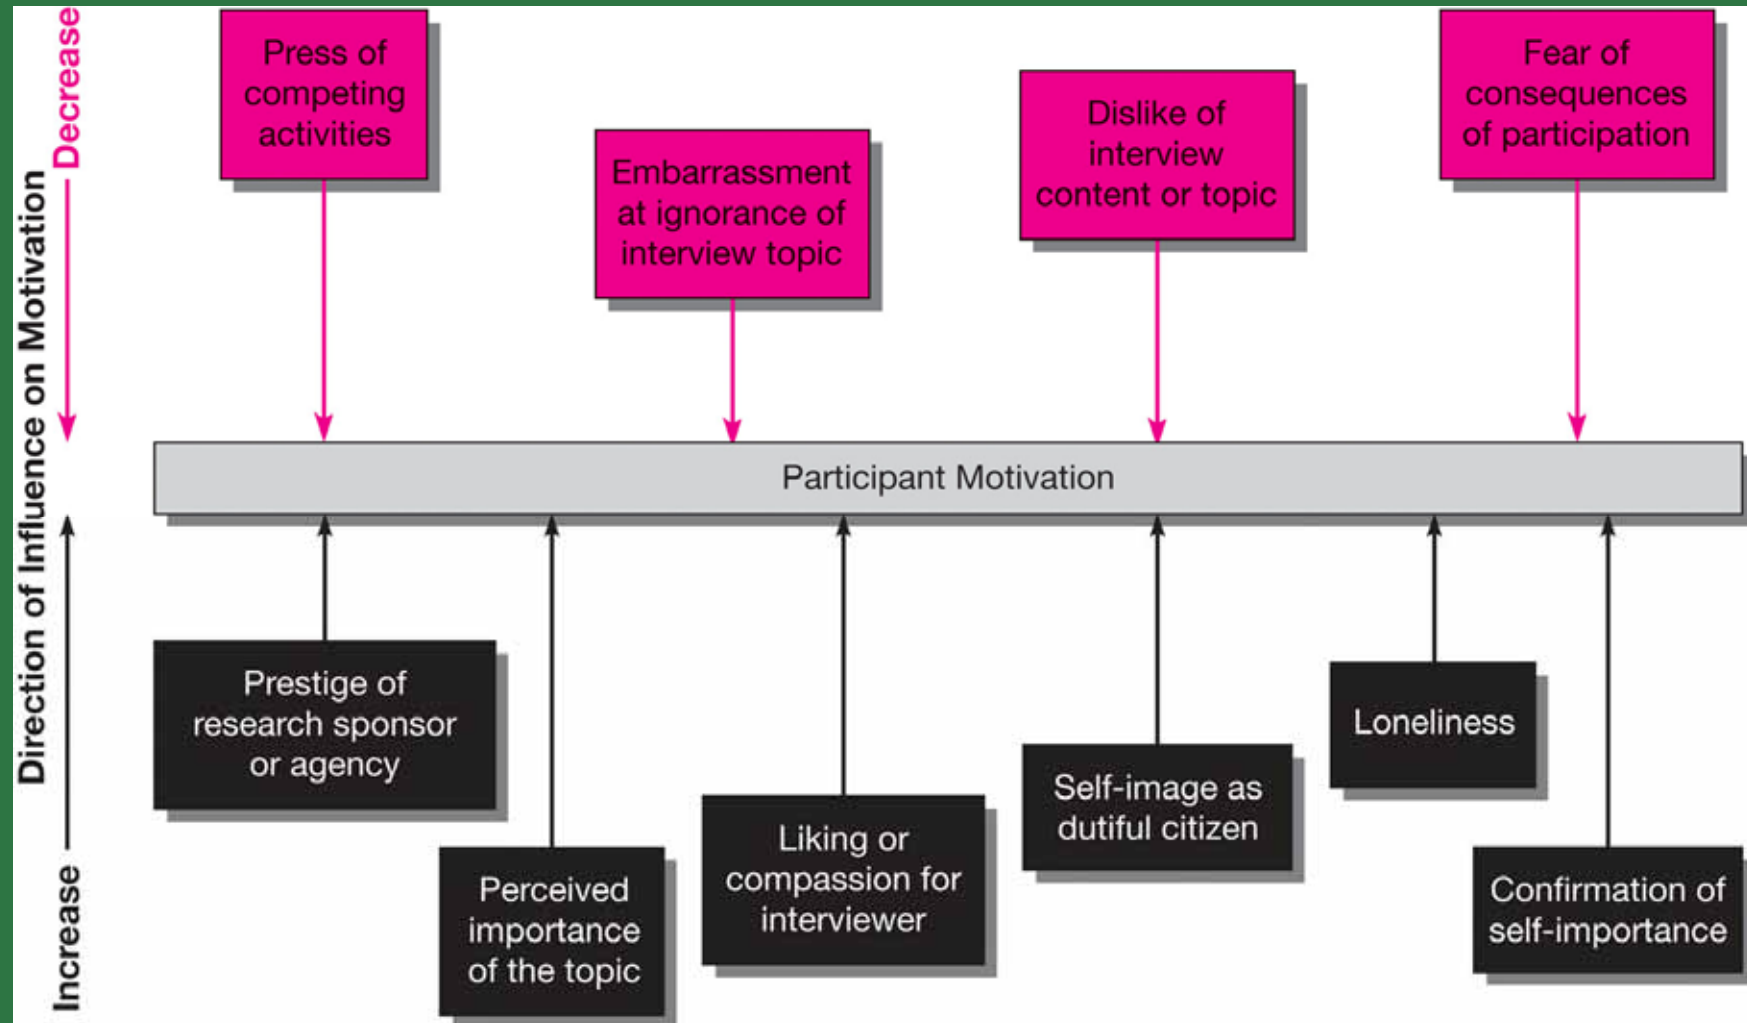 Direction of Influence on Motivation
Decrease
Increase
Press of
competing
activities
Embarrassment
at ignorance of
interview topic
Dislike of
interview
content or topic
Fear of
consequences
of participation
Participant Motivation
Prestige of
research sponsor
or agency
Perceived
importance
of the topic
Liking or
compassion for
interviewer
Self-image as
dutiful citizen
Loneliness
Confirmation of
self-importance